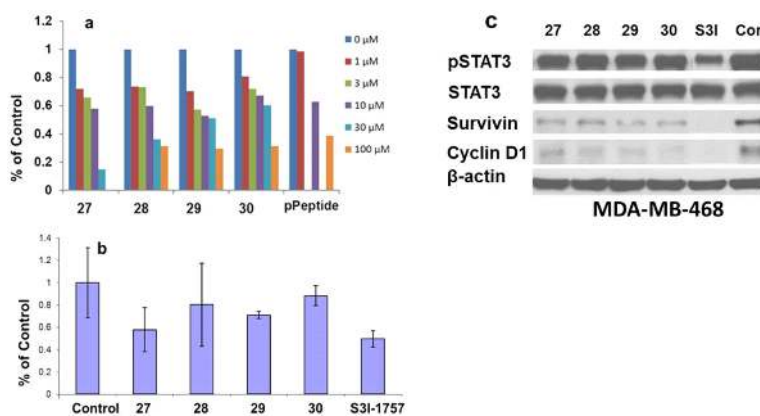 a
% of Control
1.2
1
0.8
0.6
0.4
0.2
0
27 28 29 30 pPeptide
0 µM
1 µM
3 µM
10 µM
30 µM
100 µM
b
% of Control
1.4
1.2
1
0.8
0.6
0.4
0.2
0
Control 27 28 29 30 S3I-1757
c
27 28 29 30 S3I Con
pSTAT3
STAT3
Survivin
Cyclin D1
β-actin
MDA-MB-468